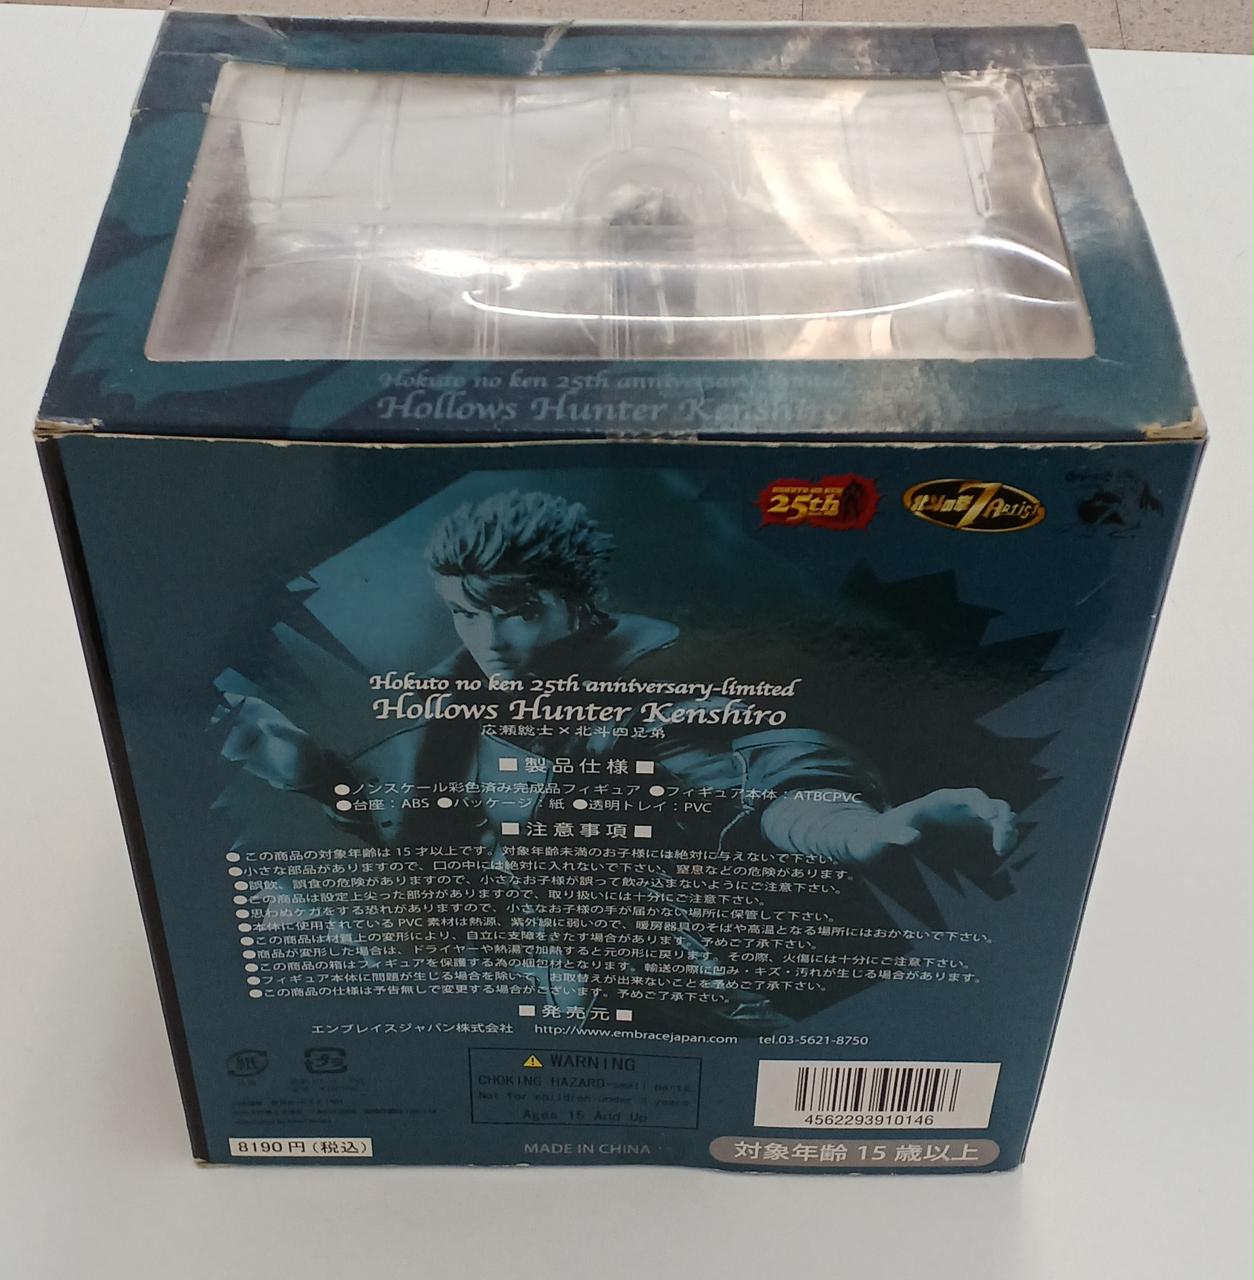 Hokuto no ken 25th anniversary-limited
Hollows Hunter Kenshiro
HOKUTO NO KEN
25th
北斗の拳7Artist
Hokuto no ken 25th anniversary-limited
Hollows Hunter Kenshiro
広瀬総士×北斗四兄弟
■製品仕様■
●ノンスケール彩色済み完成品フィギュア ●フィギュア本体：ATBCPVC
●台座：ABS ●パッケージ：紙 ●透明トレイ：PVC
■注意事項■
●この商品の対象年齢は15才以上です。対象年齢未満のお子様には絶対に与えないで下さい。
●小さな部品がありますので、口の中には絶対に入れないで下さい、窒息などの危険があります。
●誤飲、誤食の危険がありますので、小さなお子様が誤って飲み込まないようにご注意下さい。
●この商品は設定上尖った部分がありますので、取り扱いには十分にご注意下さい。
●思わぬケガをする恐れがありますので、小さなお子様の手が届かない場所に保管して下さい。
●本体に使用されているPVC素材は熱源、紫外線に弱いので、暖房器具のそばや高温となる場所にはおかないで下さい。
●この商品は材質上の変形により、自立に支障をきたす場合があります。予めご了承下さい。
●商品が変形した場合は、ドライヤーや熱湯で加熱すると元の形に戻ります。その際、火傷には十分にご注意下さい。
●この商品の箱はフィギュアを保護する為の梱包材となります。輸送の際に凹み・キズ・汚れが生じる場合があります。
●フィギュア本体に問題が生じる場合を除いて、お取替えが出来ないことを予めご了承下さい。
●この商品の仕様は予告無しで変更する場合がございます。予めご了承下さい。
■発売元■
エンブレイスジャパン株式会社 http://www.embracejapan.com tel.03-5621-8750
紙
プラ
WARNING
CHOKING HAZARD-small parts.
Not for children under 3 years.
Ages 15 And Up
4562293910146
8190円(税込)
MADE IN CHINA
対象年齢15歳以上